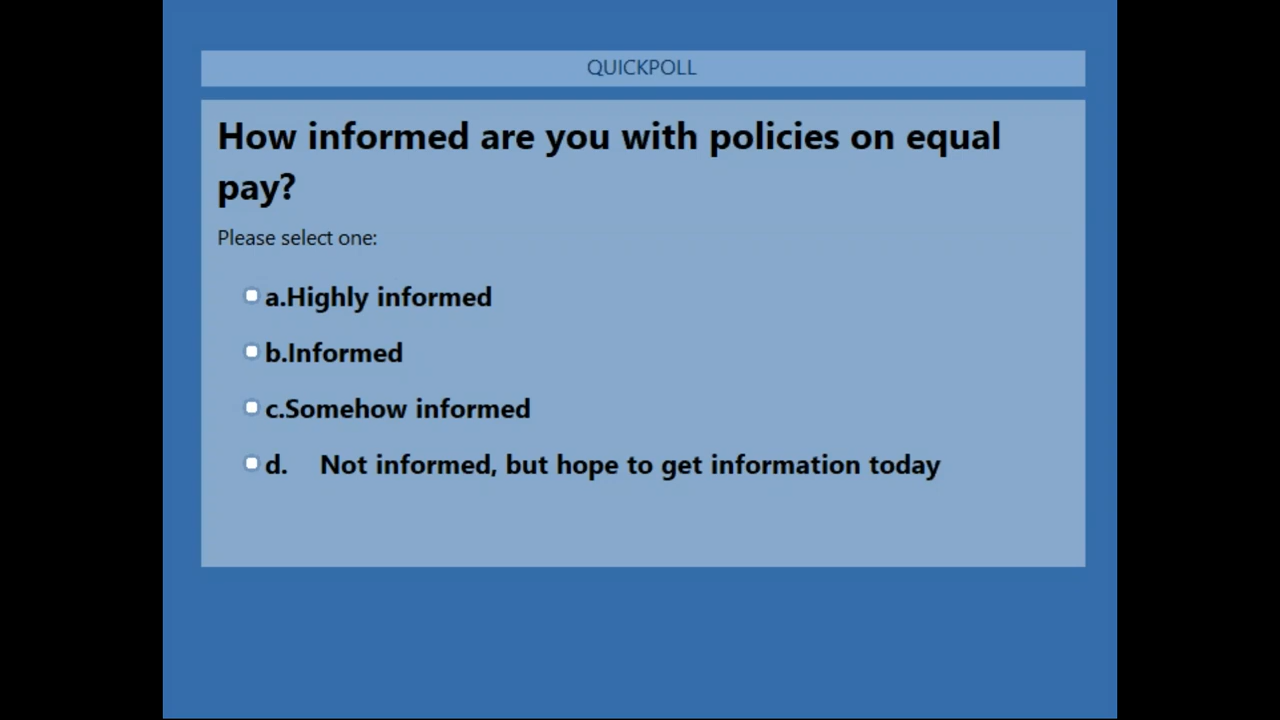 QUICKPOLL
How informed are you with policies on equal
pay?
Please select one:
a.Highly informed
b.Informed
c.Somehow informed
d. Not informed, but hope to get information today